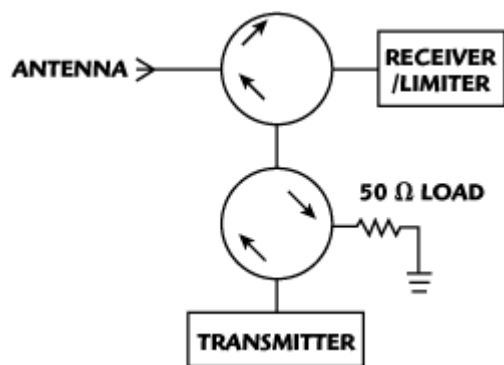 ANTENNA
RECEIVER
/LIMITER
50 Ω LOAD
TRANSMITTER